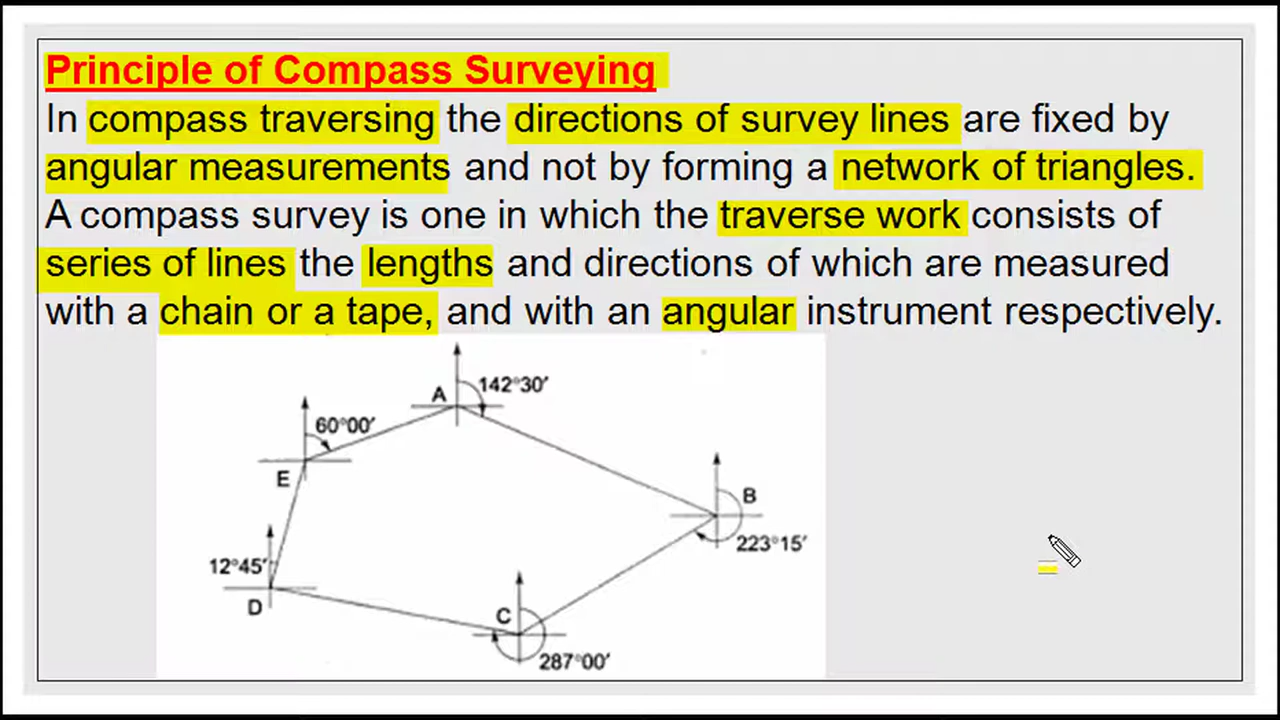 Principle of Compass Surveying
In compass traversing the directions of survey lines are fixed by
angular measurements and not by forming a network of triangles.
A compass survey is one in which the traverse work consists of
series of lines the lengths and directions of which are measured
with a chain or a tape, and with an angular instrument respectively.
A 142°30′
60°00′
E
B
223°15′
12°45′
D
C
287°00′